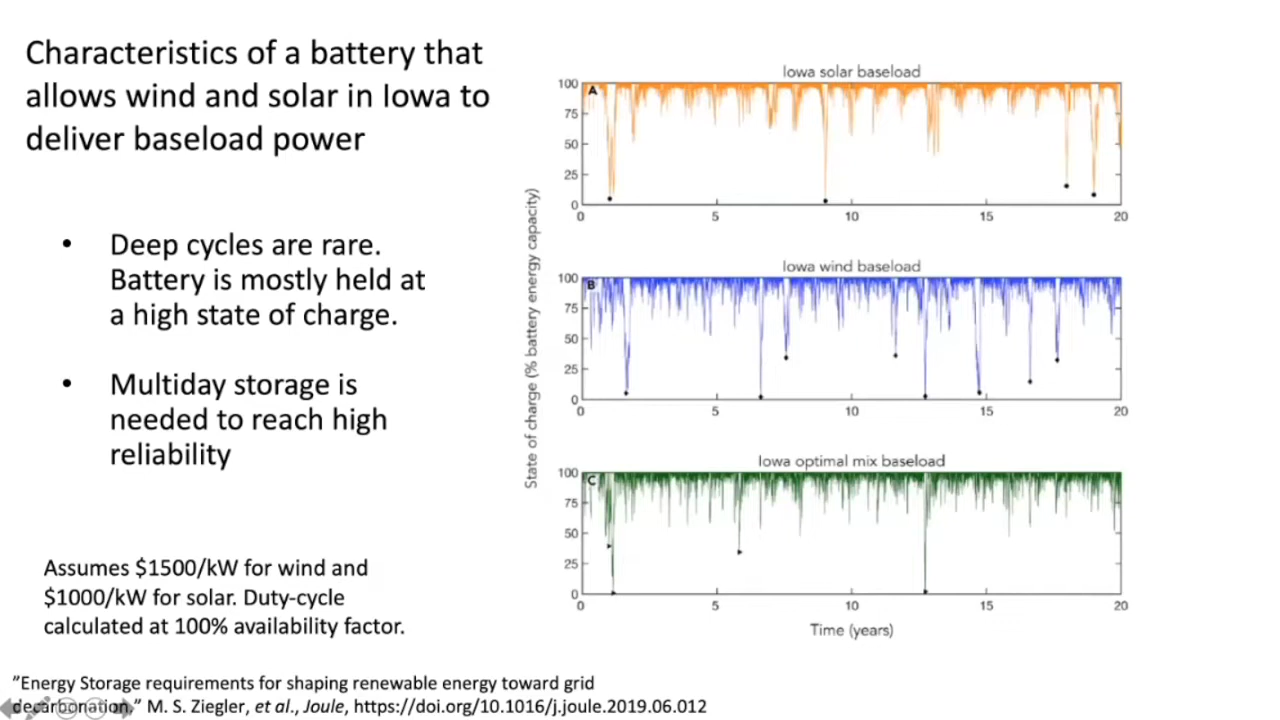 Characteristics of a battery that
allows wind and solar in Iowa to
deliver baseload power
• Deep cycles are rare.
Battery is mostly held at
a high state of charge.
• Multiday storage is
needed to reach high
reliability
Assumes $1500/kW for wind and
$1000/kW for solar. Duty-cycle
calculated at 100% availability factor.
"Energy Storage requirements for shaping renewable energy toward grid
decarbonation," M. S. Ziegler, et al., Joule, https://doi.org/10.1016/j.joule.2019.06.012
State of charge (% battery energy capacity)
Iowa solar baseload
A
100
75
50
25
0
0 5 10 15 20
Iowa wind baseload
B
100
75
50
25
0
0 5 10 15 20
Iowa optimal mix baseload
C
100
75
50
25
0
0 5 10 15 20
Time (years)